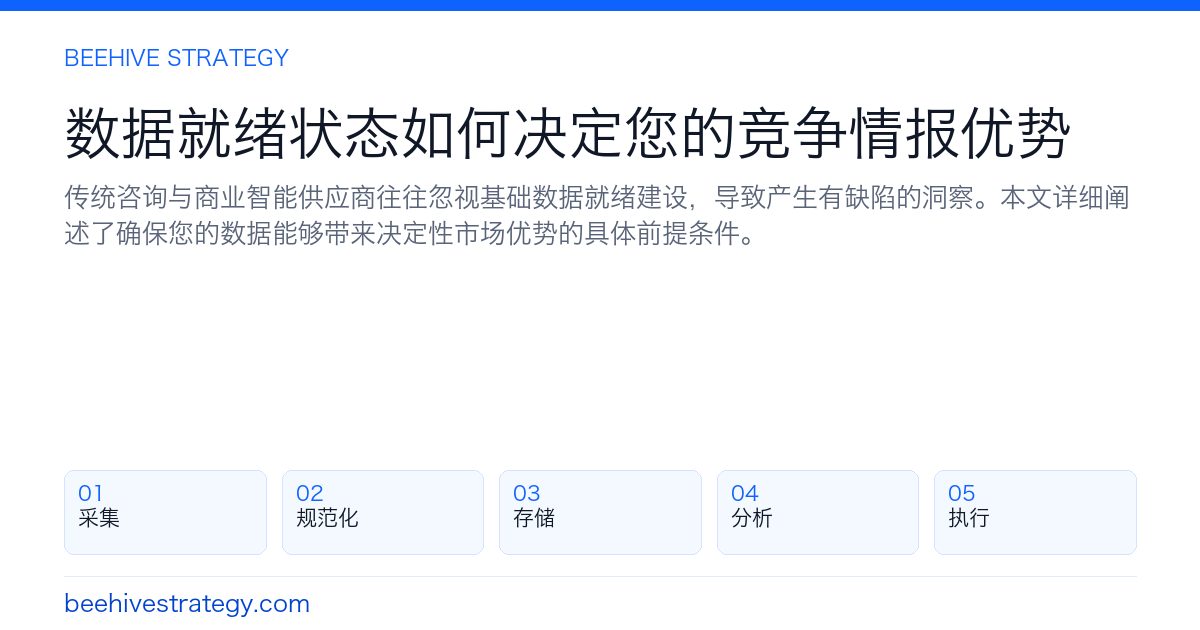 BEEHIVE STRATEGY
数据就绪状态如何决定您的竞争情报优势
传统咨询与商业智能供应商往往忽视基础数据就绪建设，导致产生有缺陷的洞察。本文详细阐
述了确保您的数据能够带来决定性市场优势的具体前提条件。
01
采集
02
规范化
03
存储
04
分析
05
执行
beehivestrategy.com